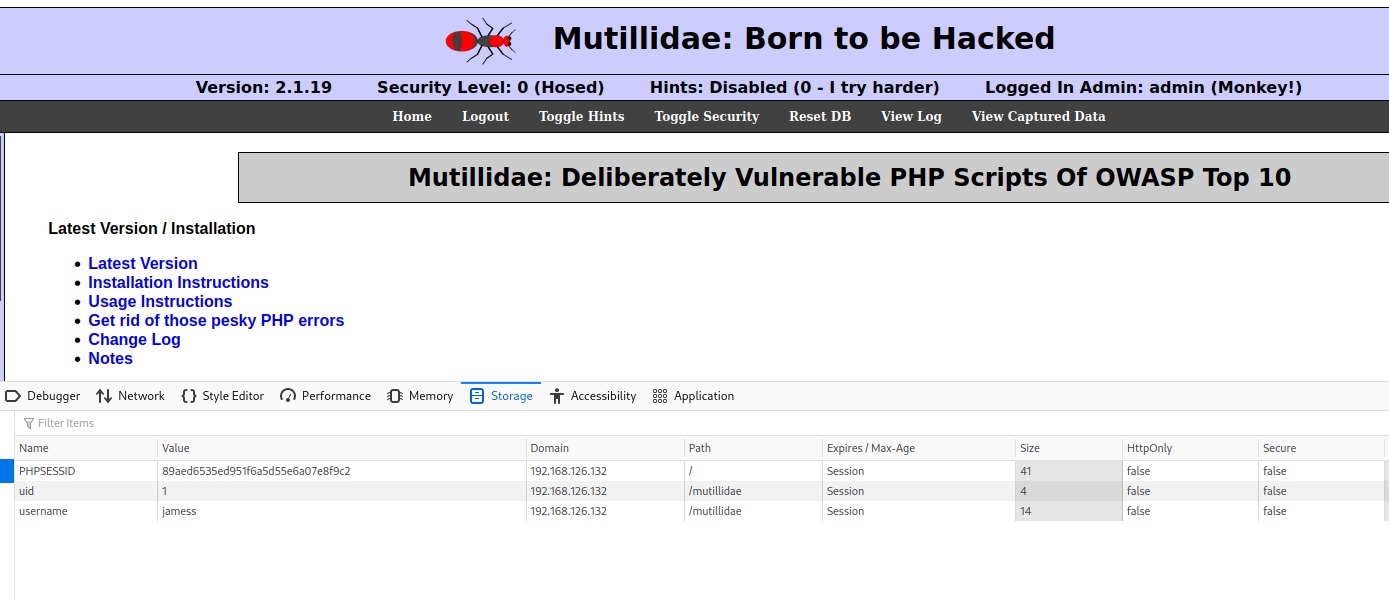 Mutillidae: Born to be Hacked
Version: 2.1.19 Security Level: 0 (Hosed) Hints: Disabled (0 - I try harder) Logged In Admin: admin (Monkey!)
Home Logout Toggle Hints Toggle Security Reset DB View Log View Captured Data
Mutillidae: Deliberately Vulnerable PHP Scripts Of OWASP Top 10
Latest Version / Installation
• Latest Version
• Installation Instructions
• Usage Instructions
• Get rid of those pesky PHP errors
• Change Log
• Notes
Debugger Network Style Editor Performance Memory Storage Accessibility Application
Filter Items
Name Value Domain Path Expires / Max-Age Size HttpOnly Secure
PHPSESSID 89aed6535ed951f6a5d55e6a07e8f9c2 192.168.126.132 / Session 41 false false
uid 1 192.168.126.132 /mutillidae Session 4 false false
username jamess 192.168.126.132 /mutillidae Session 14 false false